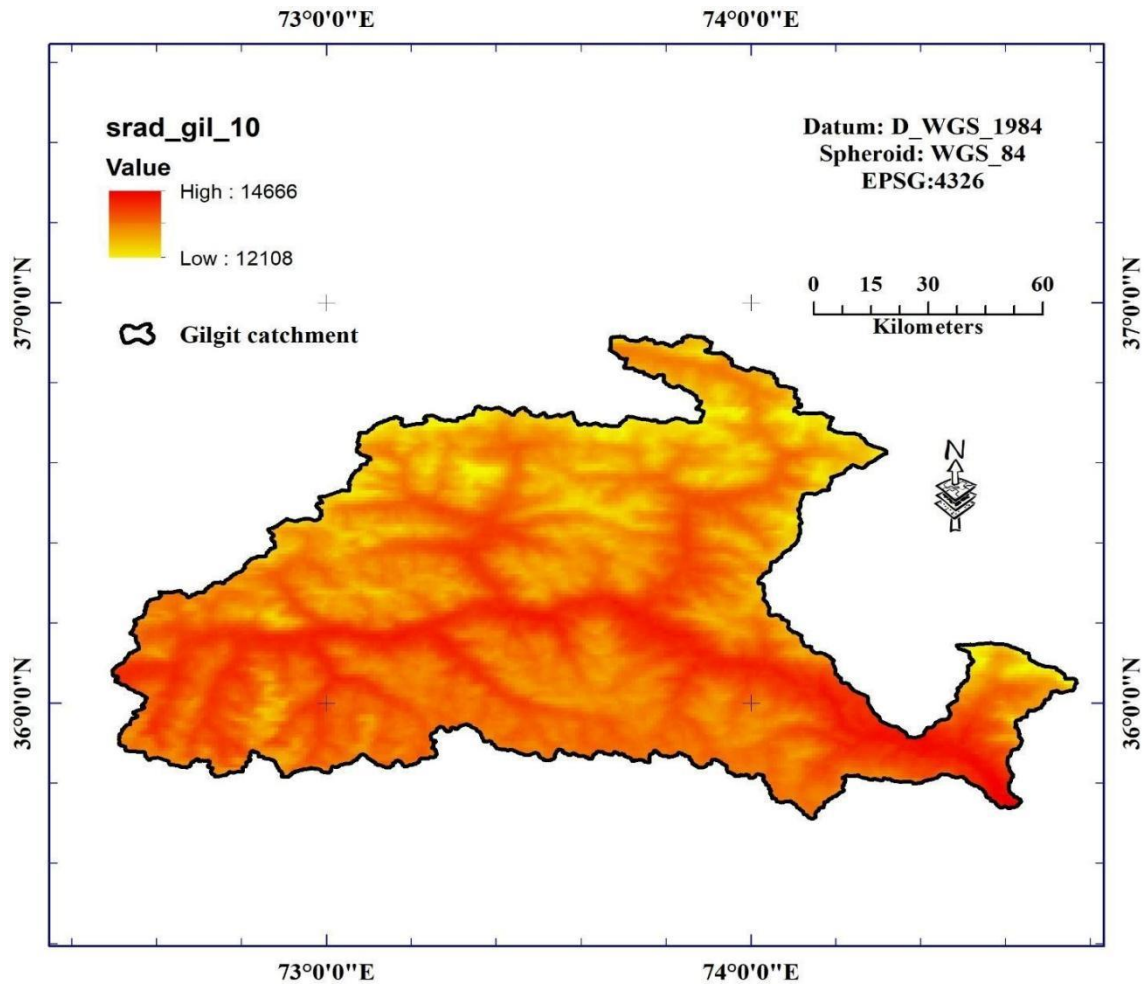 73°0'0"E 74°0'0"E
srad_gil_10
Value
High : 14666
Low : 12108
Datum: D_WGS_1984
Spheroid: WGS_84
EPSG:4326
37°0'0"N 37°0'0"N
0 15 30 60
Kilometers
Gilgit catchment
N
36°0'0"N 36°0'0"N
73°0'0"E 74°0'0"E